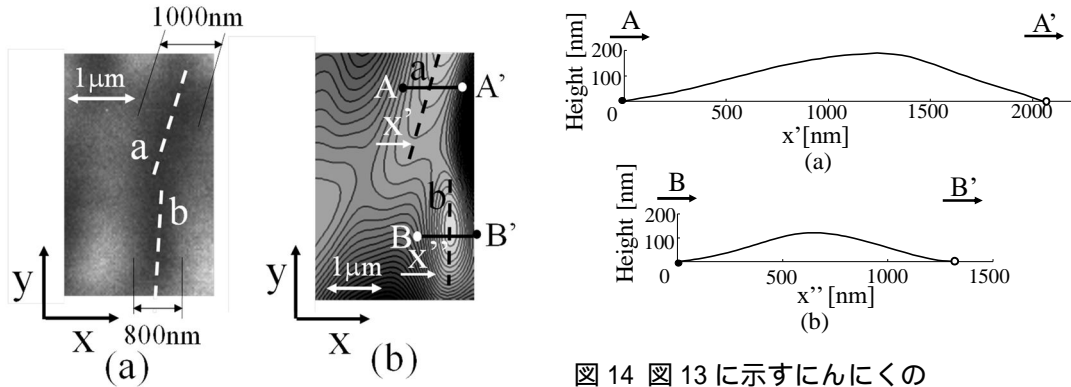 1000nm
1μm
a
b
y
x
800nm
(a)
A
A'
a
x'
b
B
B'
x''
1μm
y
x
(b)
A
A'
Height [nm]
200
100
0
500
1000
1500
2000
x'[nm]
(a)
B
B'
Height [nm]
200
100
0
500
1000
1500
x''[nm]
(b)
図 14 図 13 に示すにんにくの